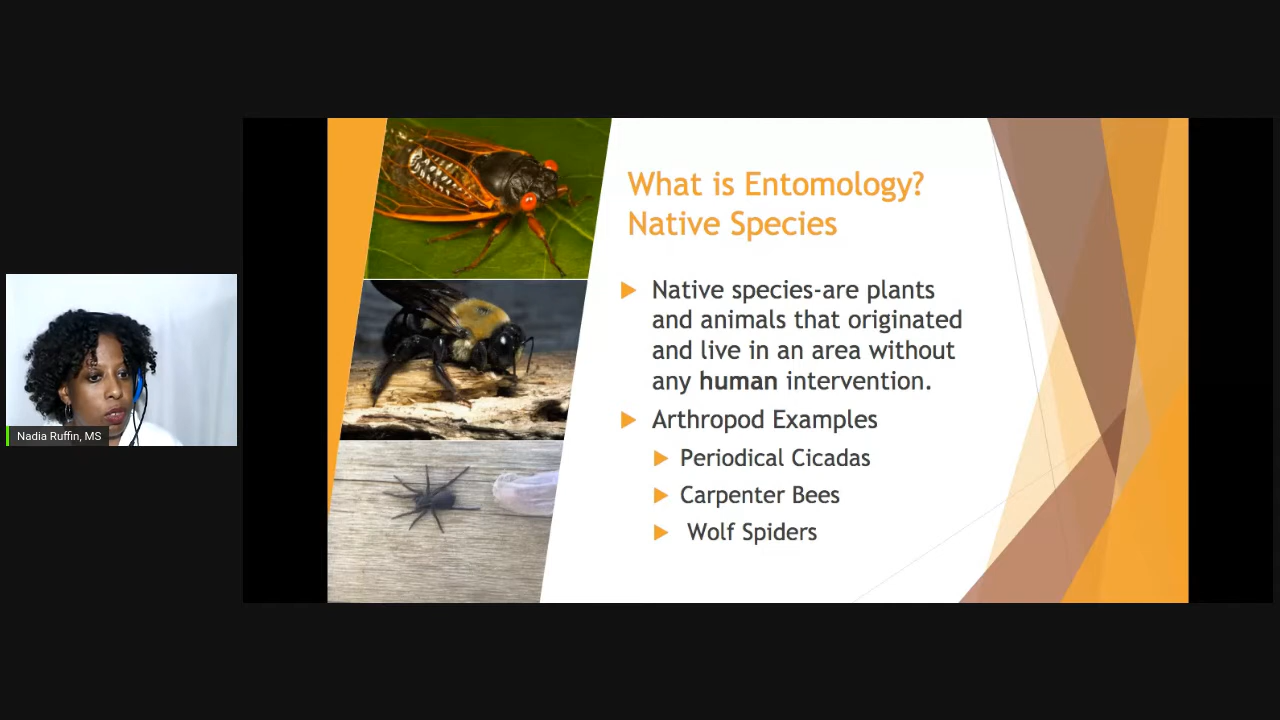 What is Entomology?
Native Species
Native species-are plants
and animals that originated
and live in an area without
any human intervention.
Arthropod Examples
Periodical Cicadas
Carpenter Bees
Wolf Spiders
Nadia Ruffin, MS